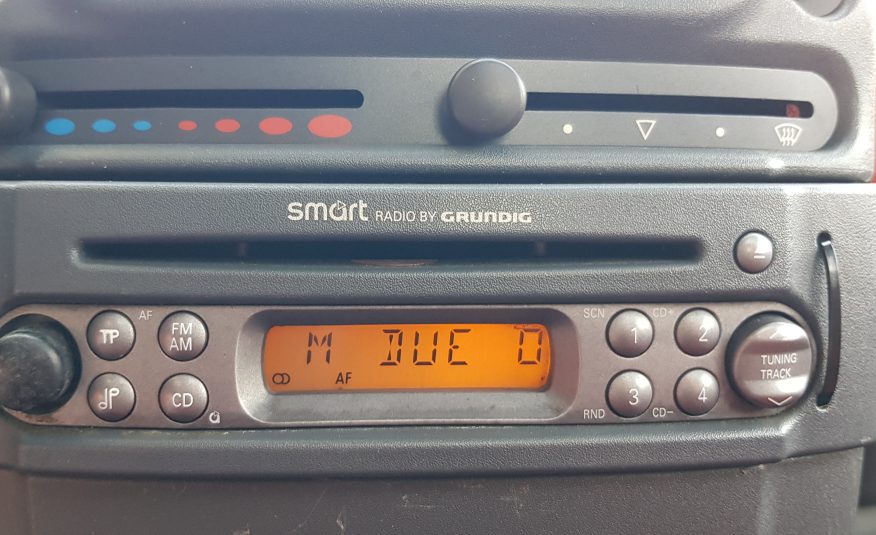 smart RADIO BY GRUNDIG
TP AF FM AM
CD
M DUE O
AF
SCN 1 CD+ 2
RND 3 CD- 4
TUNING
TRACK